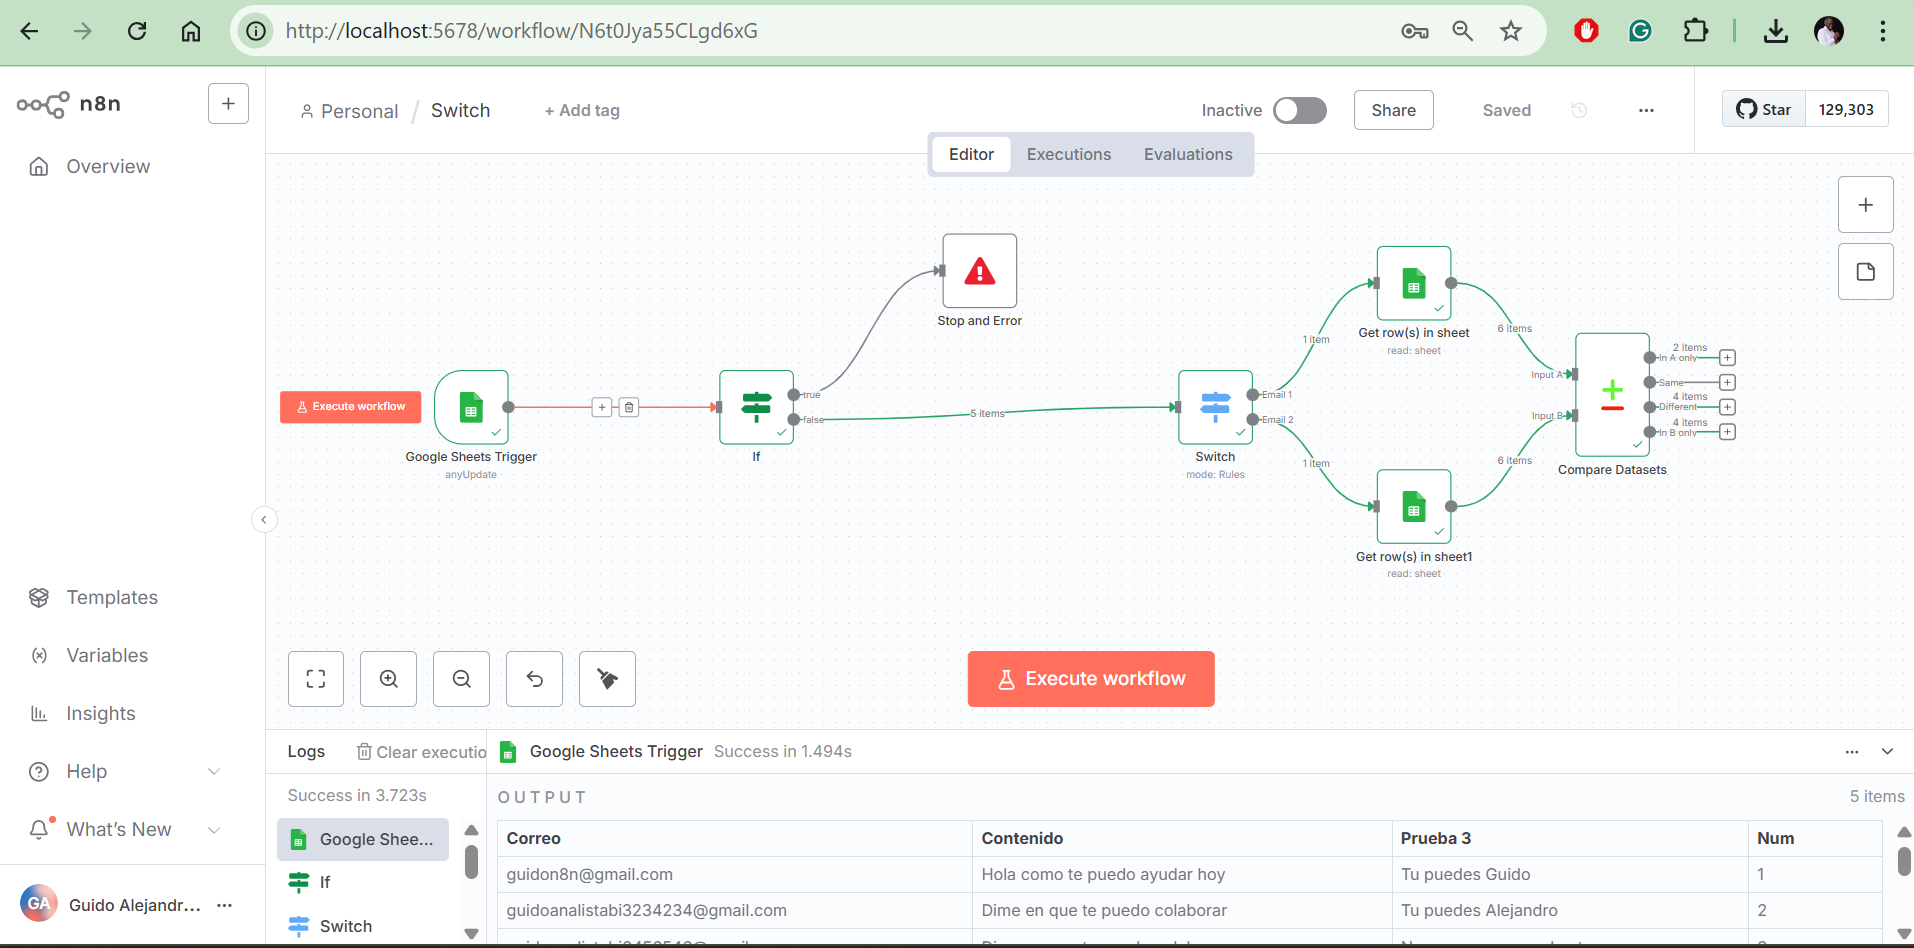 http://localhost:5678/workflow/N6t0Jya55CLgd6xG
n8n
+
Personal / Switch
+ Add tag
Inactive
Share
Saved
Star
129,303
Overview
Editor
Executions
Evaluations
Stop and Error
Execute workflow
Google Sheets Trigger
anyUpdate
If
true
false
5 items
Switch
mode: Rules
Email 1
Email 2
1 item
1 item
Get row(s) in sheet
read: sheet
Get row(s) in sheet1
read: sheet
6 items
6 items
Input A
Input B
2 items
In A only
Same
4 items
Different
4 items
In B only
Compare Datasets
Templates
Variables
Insights
Help
What's New
GA
Guido Alejandr...
Execute workflow
Logs
Clear executio
Success in 3.723s
Google Shee...
If
Switch
Google Sheets Trigger Success in 1.494s
OUTPUT
5 items
Correo Contenido Prueba 3 Num
guidon8n@gmail.com Hola como te puedo ayudar hoy Tu puedes Guido 1
guidoanalistabi3234234@gmail.com Dime en que te puedo colaborar Tu puedes Alejandro 2